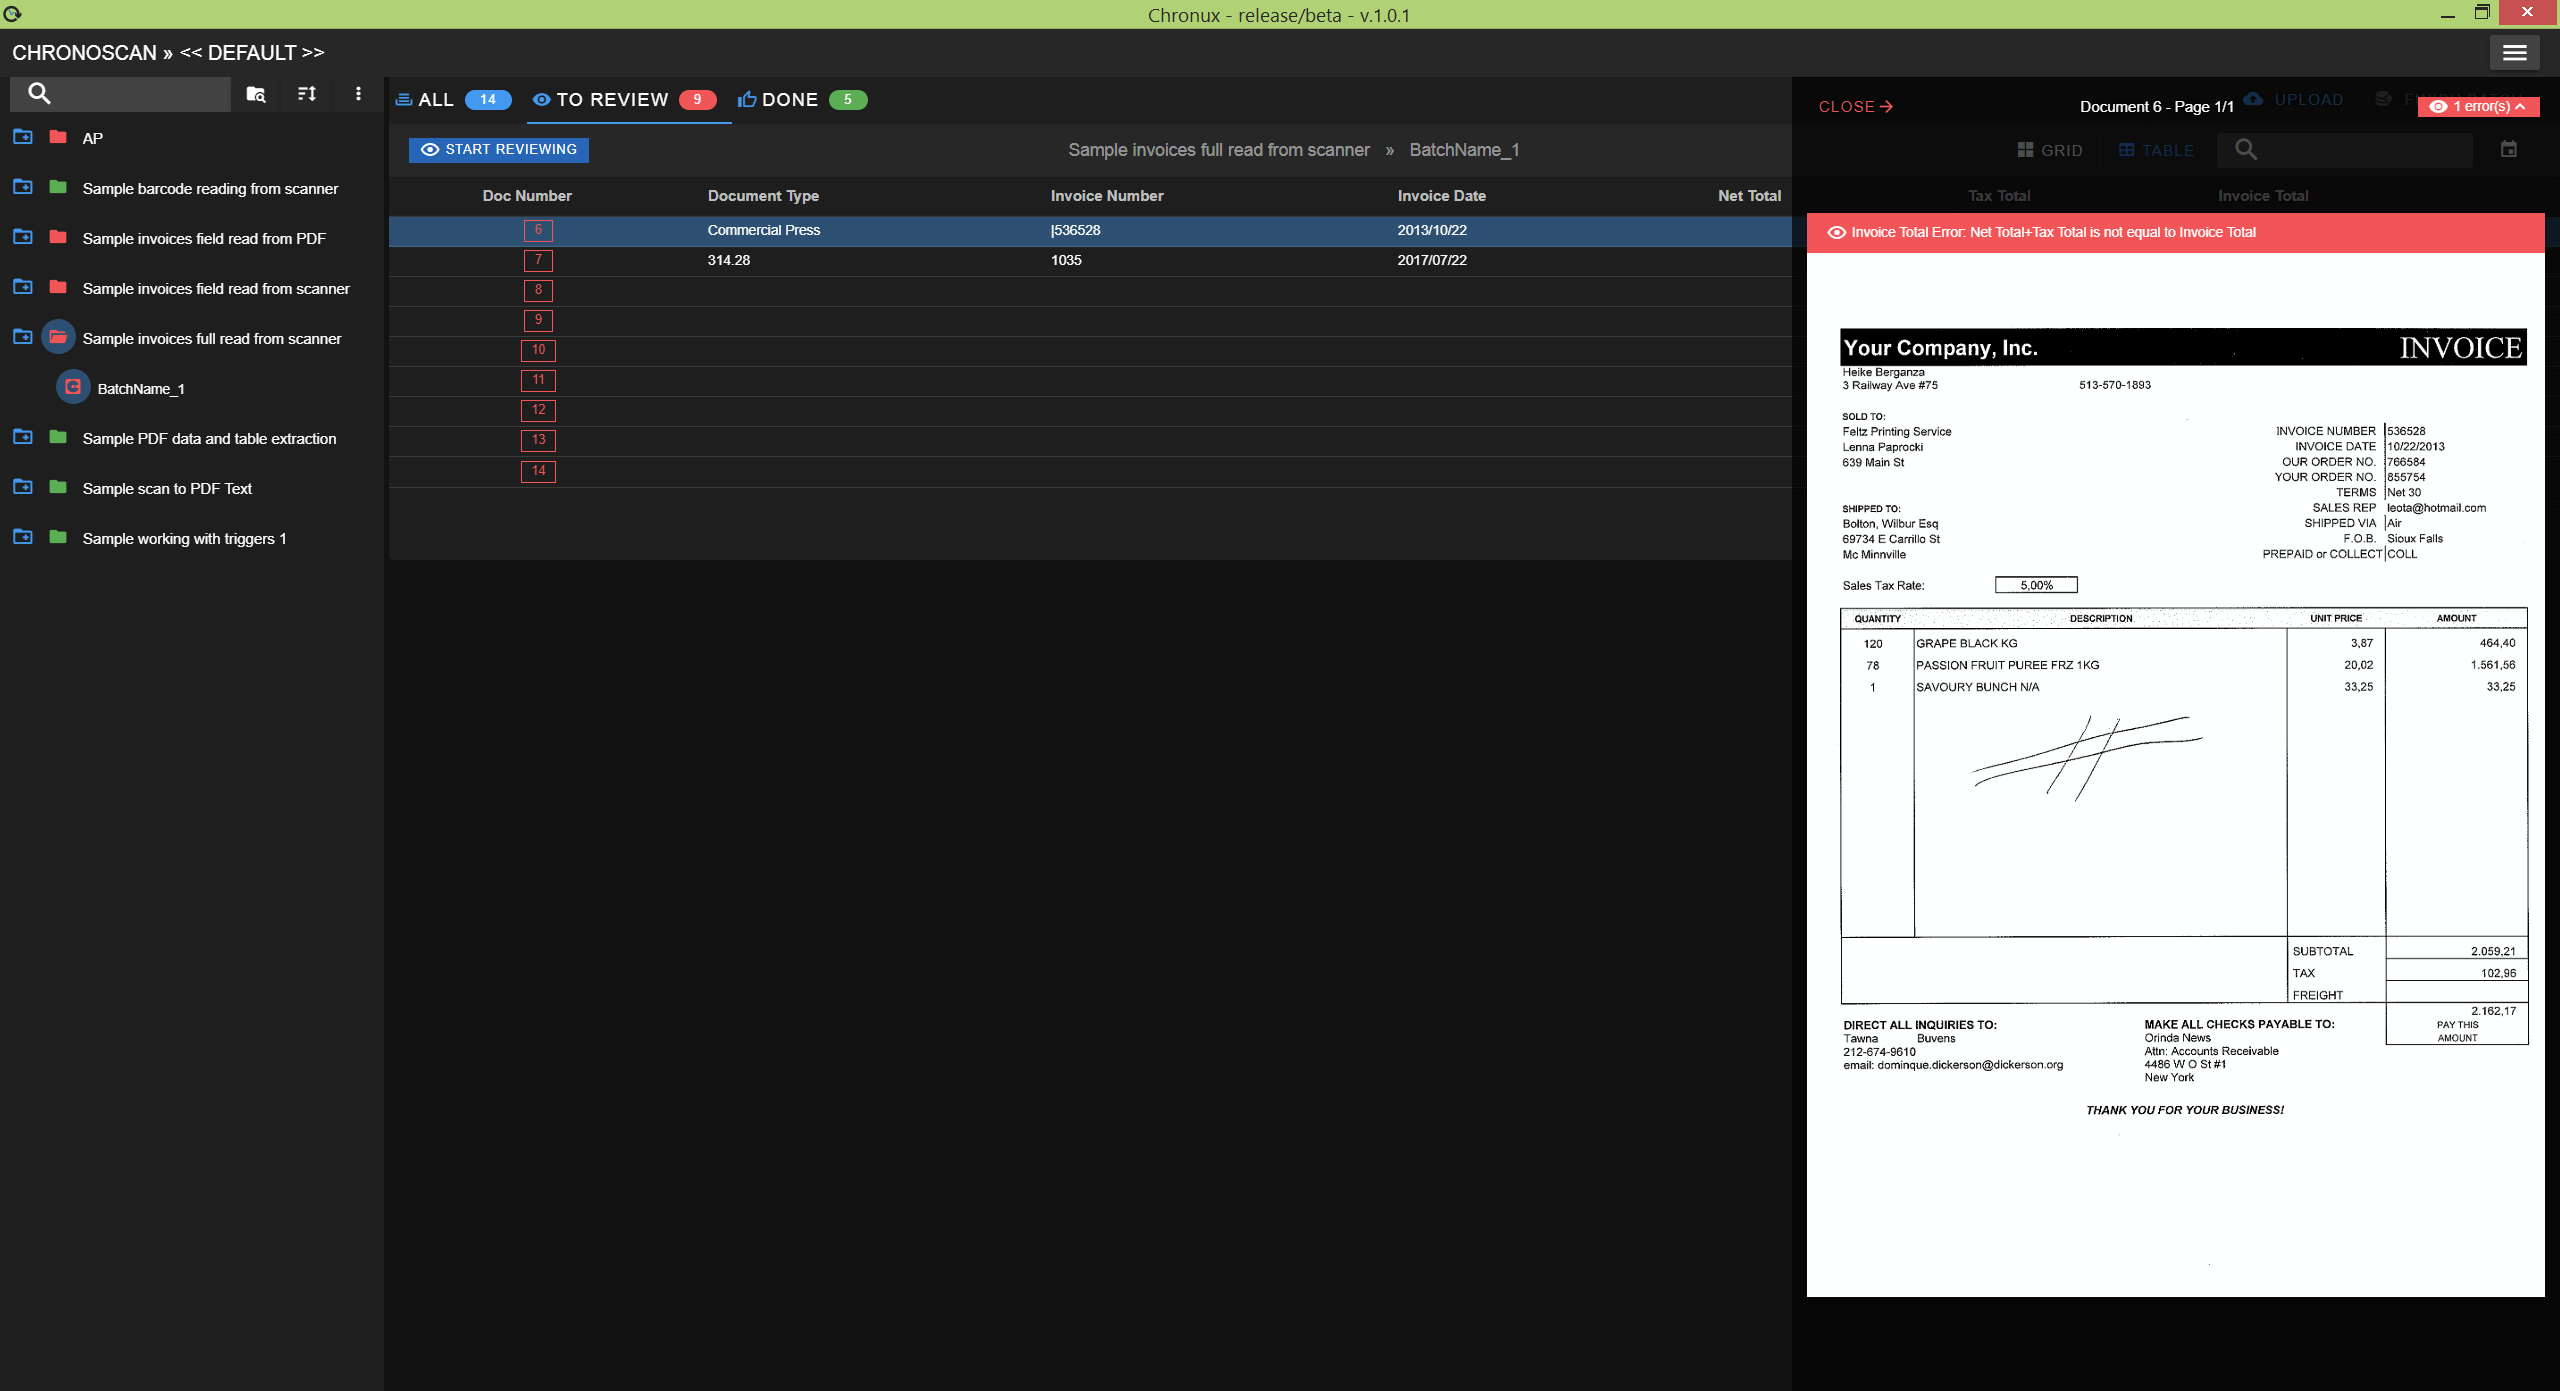 Chronux - release/beta - v.1.0.1
CHRONOSCAN » << DEFAULT >>
AP
Sample barcode reading from scanner
Sample invoices field read from PDF
Sample invoices field read from scanner
Sample invoices full read from scanner
BatchName_1
Sample PDF data and table extraction
Sample scan to PDF Text
Sample working with triggers 1
ALL 14 TO REVIEW 9 DONE 5
START REVIEWING
Sample invoices full read from scanner » BatchName_1
Doc Number Document Type Invoice Number Invoice Date Net Total Tax Total Invoice Total
6 Commercial Press |536528 2013/10/22
7 314.28 1035 2017/07/22
8
9
10
11
12
13
14
CLOSE Document 6 - Page 1/1 UPLOAD FINISH BATCH 1 error(s)
GRID TABLE
Invoice Total Error: Net Total+Tax Total is not equal to Invoice Total
Your Company, Inc. INVOICE
Heike Berganza
3 Railway Ave #75 513-570-1893
SOLD TO:
Feltz Printing Service
Lenna Paprocki
639 Main St
INVOICE NUMBER 536528
INVOICE DATE 10/22/2013
OUR ORDER NO. 766584
YOUR ORDER NO. 855754
TERMS Net 30
SALES REP leota@hotmail.com
SHIPPED VIA Air
F.O.B. Sioux Falls
PREPAID or COLLECT COLL
SHIPPED TO:
Bolton, Wilbur Esq
69734 E Carrillo St
Mc Minnville
Sales Tax Rate: 5,00%
QUANTITY DESCRIPTION UNIT PRICE AMOUNT
120 GRAPE BLACK KG 3,87 464,40
78 PASSION FRUIT PUREE FRZ 1KG 20,02 1.561,56
1 SAVOURY BUNCH N/A 33,25 33,25
SUBTOTAL 2.059,21
TAX 102,96
FREIGHT
2.162,17
PAY THIS
AMOUNT
DIRECT ALL INQUIRIES TO:
Tawna Buvens
212-674-9610
email: dominque.dickerson@dickerson.org
MAKE ALL CHECKS PAYABLE TO:
Orinda News
Attn: Accounts Receivable
4486 W O St #1
New York
THANK YOU FOR YOUR BUSINESS!